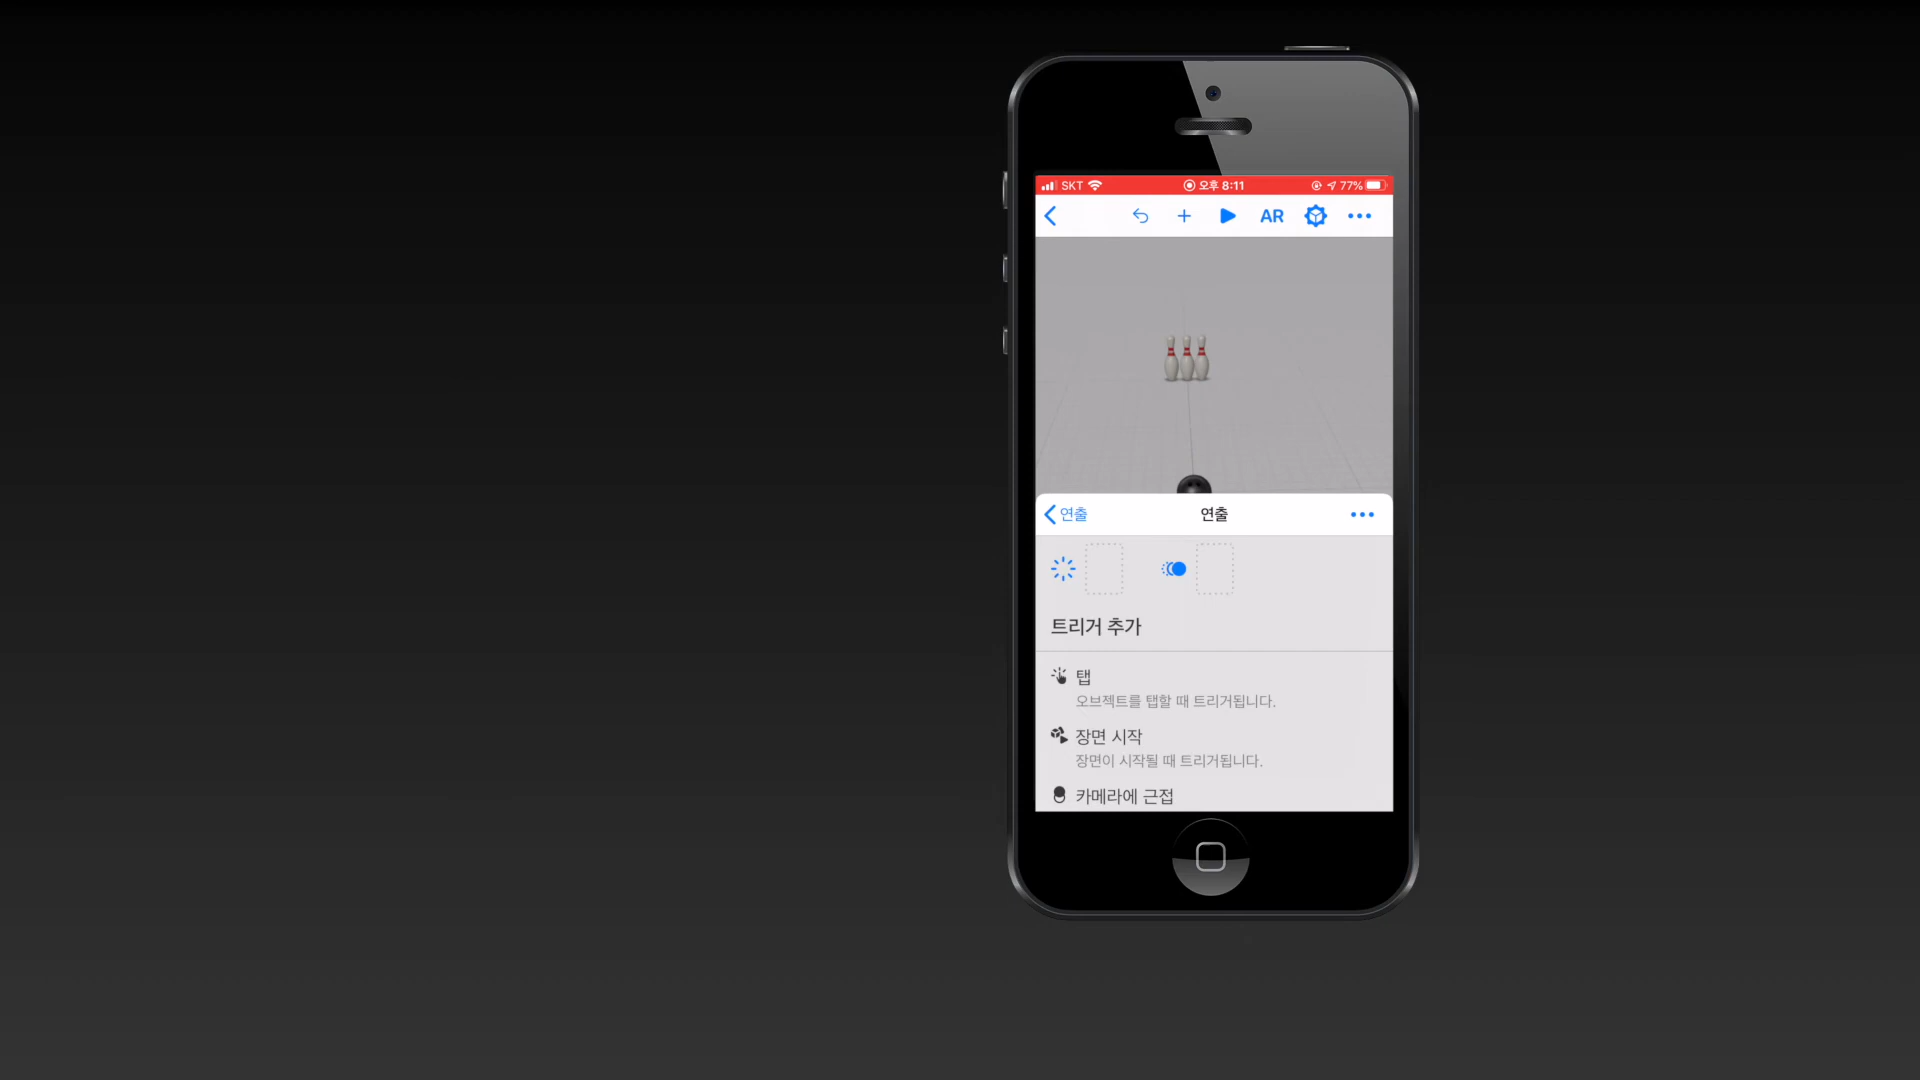 SKT 오후 8:11 77%
AR
연출 연출
트리거 추가
탭
오브젝트를 탭할 때 트리거됩니다.
장면 시작
장면이 시작될 때 트리거됩니다.
카메라에 근접